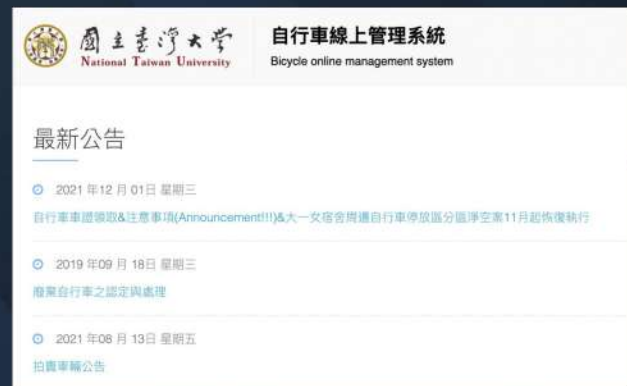 國立臺灣大學
National Taiwan University
自行車線上管理系統
Bicycle online management system
最新公告
2021 年12 月 01日 星期三
自行車車證領取&注意事項(Announcement!!!)&大一女宿舍周邊自行車停放區分區淨空案11月起恢復執行
2019 年09 月 18日 星期三
廢棄自行車之認定與處理
2021 年08 月 13日 星期五
拍賣車輛公告